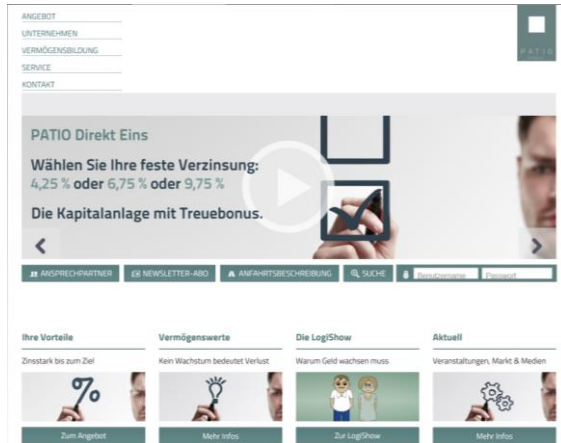 ANGEBOT
UNTERNEHMEN
VERMÖGENSBILDUNG
SERVICE
KONTAKT
PATIO
PATIO Direkt Eins
Wählen Sie Ihre feste Verzinsung:
4,25 % oder 6,75 % oder 9,75 %
Die Kapitalanlage mit Treuebonus.
ANSPRECHPARTNER
NEWSLETTER-ABO
ANFAHRTSBESCHREIBUNG
SUCHE
Benutzername
Passwort
Ihre Vorteile
Zinsstark bis zum Ziel
%
Zum Angebot
Vermögenswerte
Kein Wachstum bedeutet Verlust
Mehr Infos
Die LogiShow
Warum Geld wachsen muss
Zur LogiShow
Aktuell
Veranstaltungen, Markt & Medien
Mehr Infos